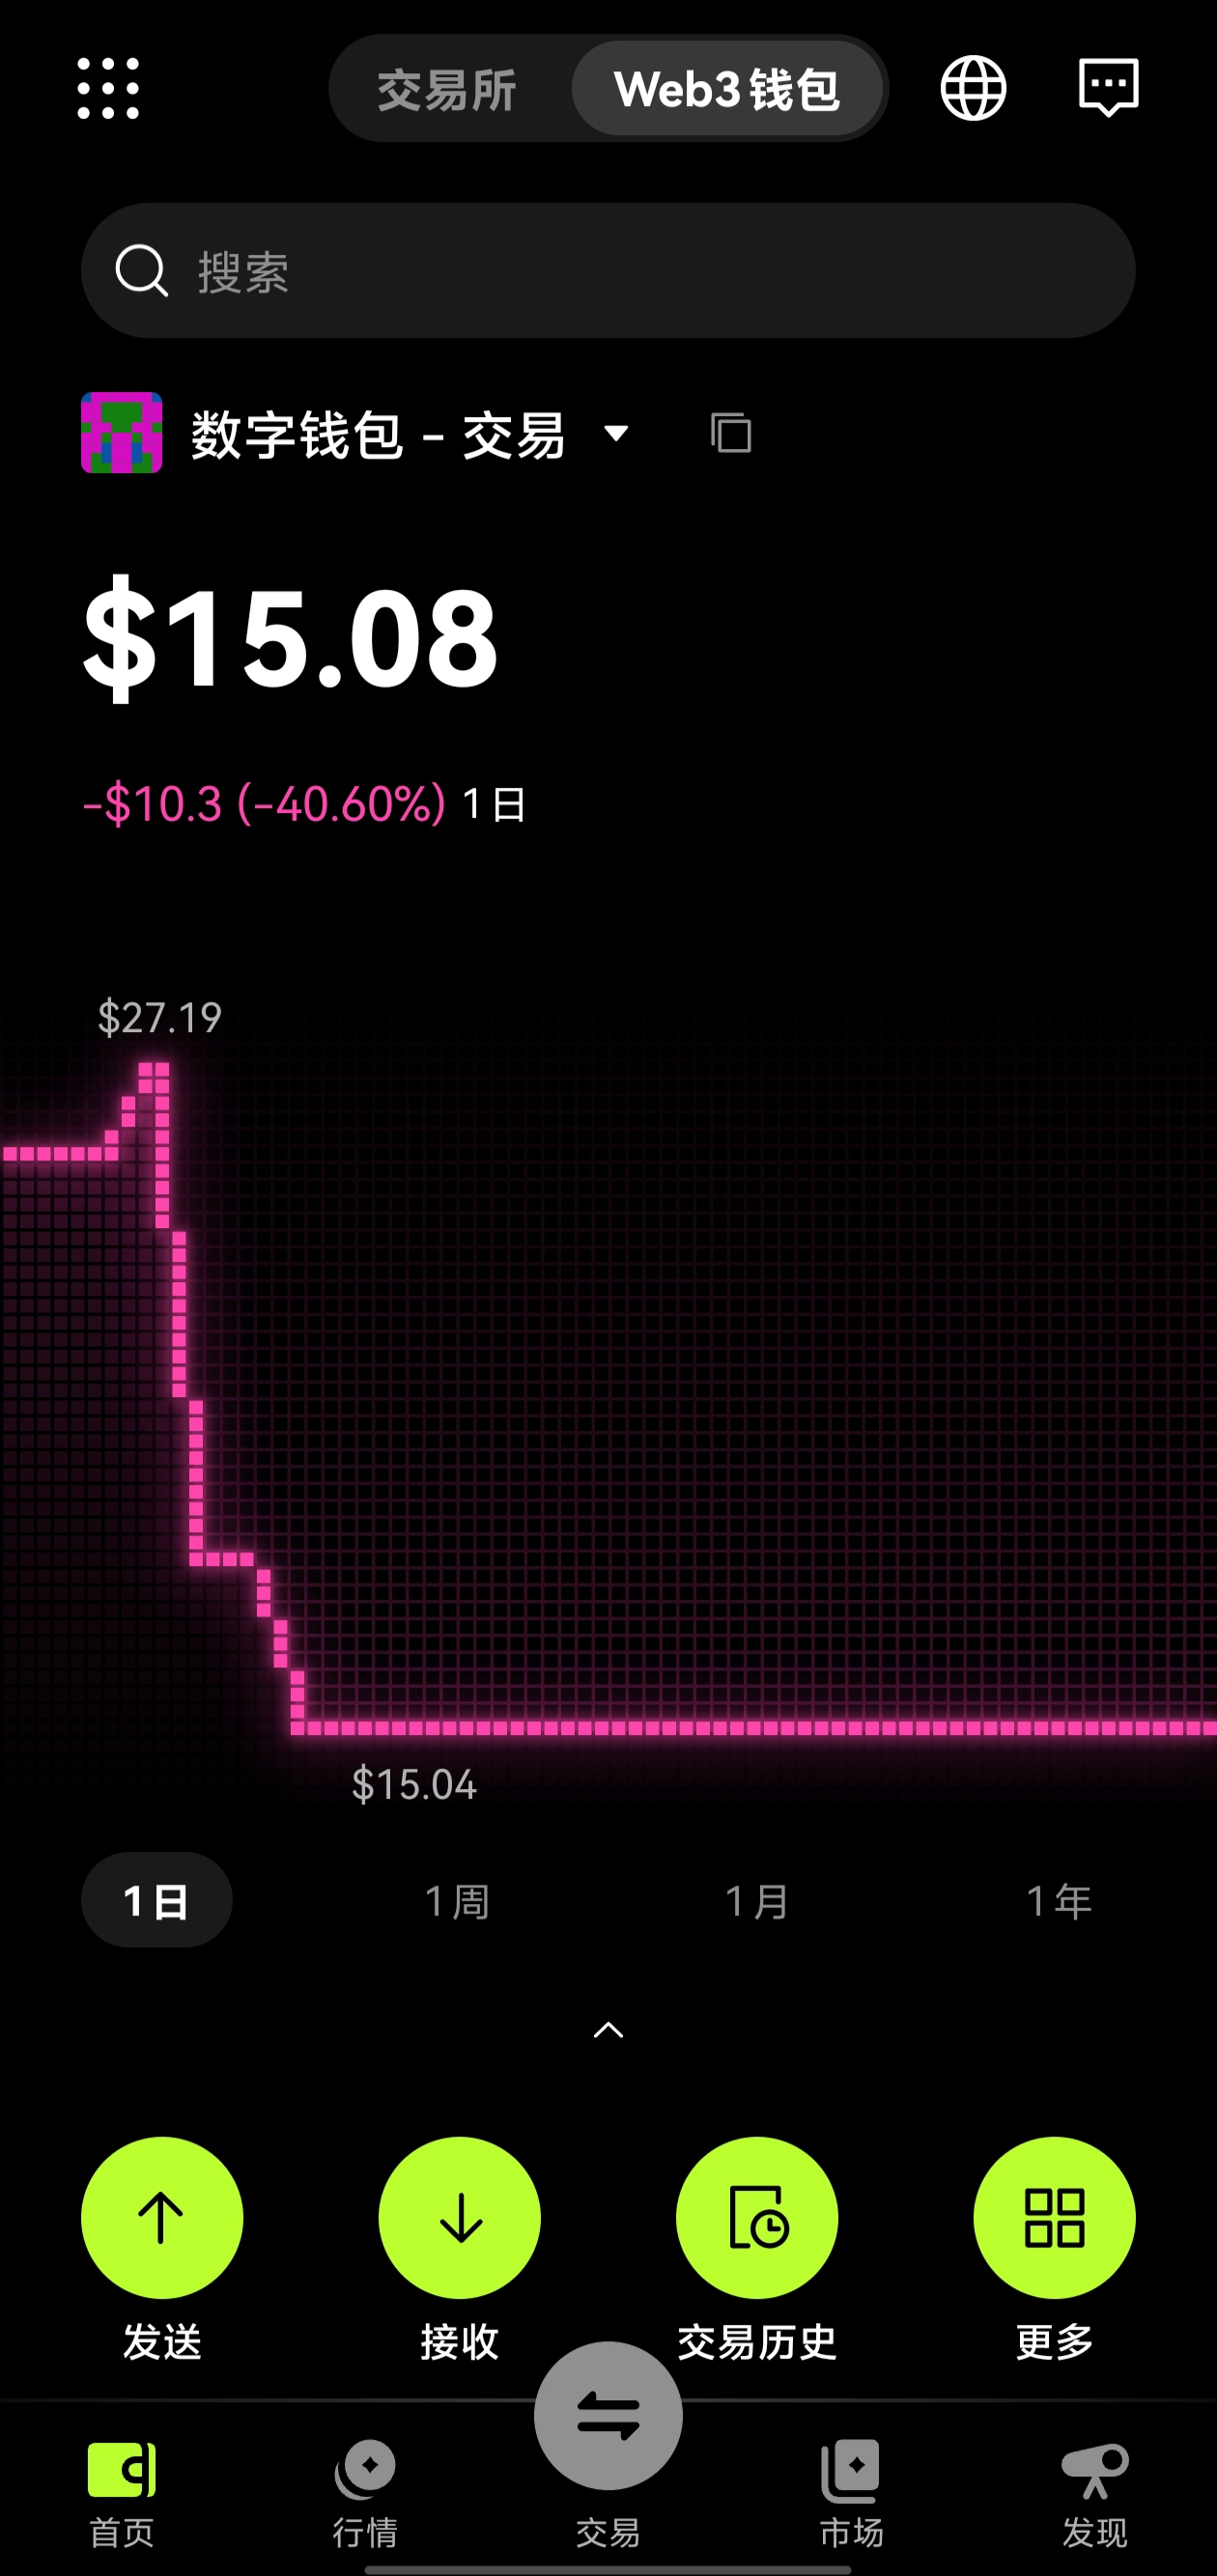 交易所 Web3 钱包
搜索
数字钱包 - 交易
$15.08
-$10.3 (-40.60%) 1 日
$27.19
$15.04
1 日 1 周 1 月 1 年
发送 接收 交易历史 更多
首页 行情 交易 市场 发现